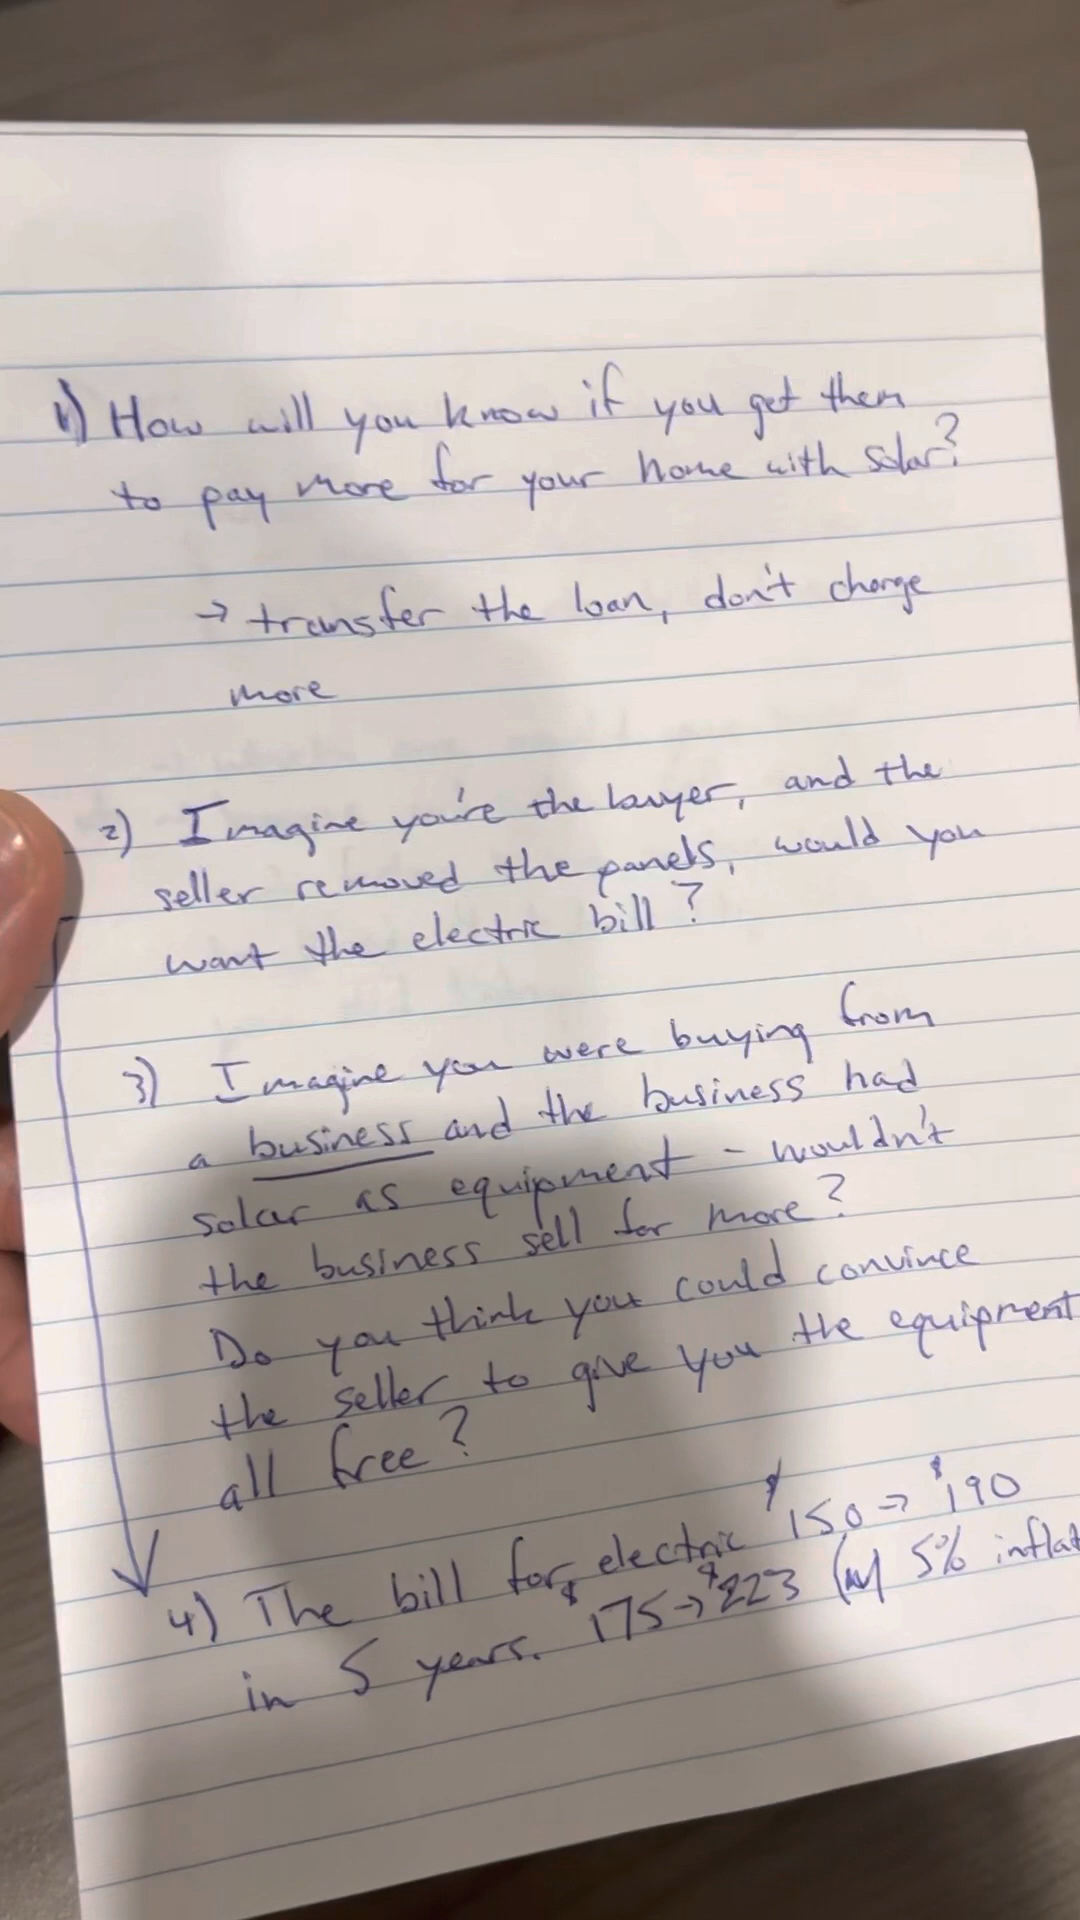 1) How will you know if you get them
to pay more for your home with solar?
→ transfer the loan, don't charge
more
2) Imagine you're the buyer, and the
seller removed the panels, would you
want the electric bill?
3) Imagine you were buying from
a business and the business had
solar as equipment - wouldn't
the business sell for more?
Do you think you could convince
the seller to give you the equipment
all free?
4) The bill for electric $150 → $190
in 5 years. $175 → $223 (w/ 5% inflat